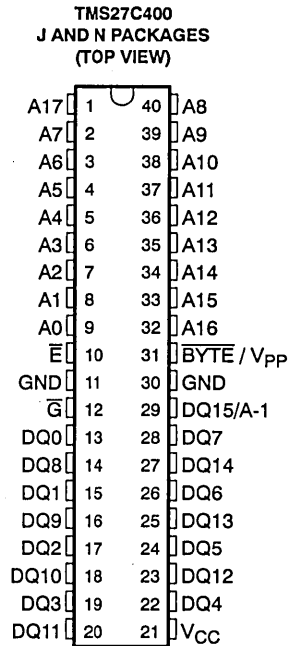 TMS27C400
J AND N PACKAGES
(TOP VIEW)
A17 1 40 A8
A7 2 39 A9
A6 3 38 A10
A5 4 37 A11
A4 5 36 A12
A3 6 35 A13
A2 7 34 A14
A1 8 33 A15
A0 9 32 A16
E̅ 10 31 B̅Y̅T̅E̅ / VPP
GND 11 30 GND
G̅ 12 29 DQ15/A-1
DQ0 13 28 DQ7
DQ8 14 27 DQ14
DQ1 15 26 DQ6
DQ9 16 25 DQ13
DQ2 17 24 DQ5
DQ10 18 23 DQ12
DQ3 19 22 DQ4
DQ11 20 21 VCC